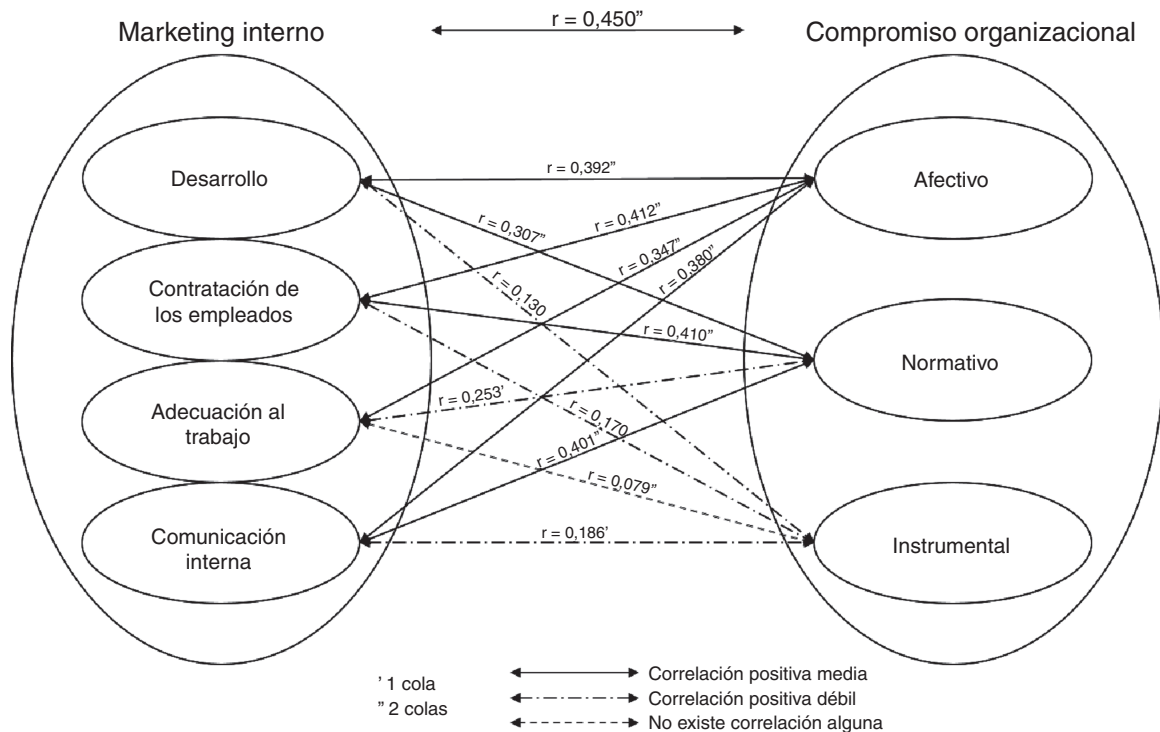 r = 0,450”
Marketing interno
Compromiso organizacional
Desarrollo
Contratación de
los empleados
Adecuación al
trabajo
Comunicación
interna
r = 0,392”
r = 0,412”
r = 0,307”
r = 0,347”
r = 0,380”
r = 0,130
r = 0,410”
r = 0,253’
r = 0,170
r = 0,401”
r = 0,079”
r = 0,186’
Afectivo
Normativo
Instrumental
’ 1 cola
” 2 colas
Correlación positiva media
Correlación positiva débil
No existe correlación alguna